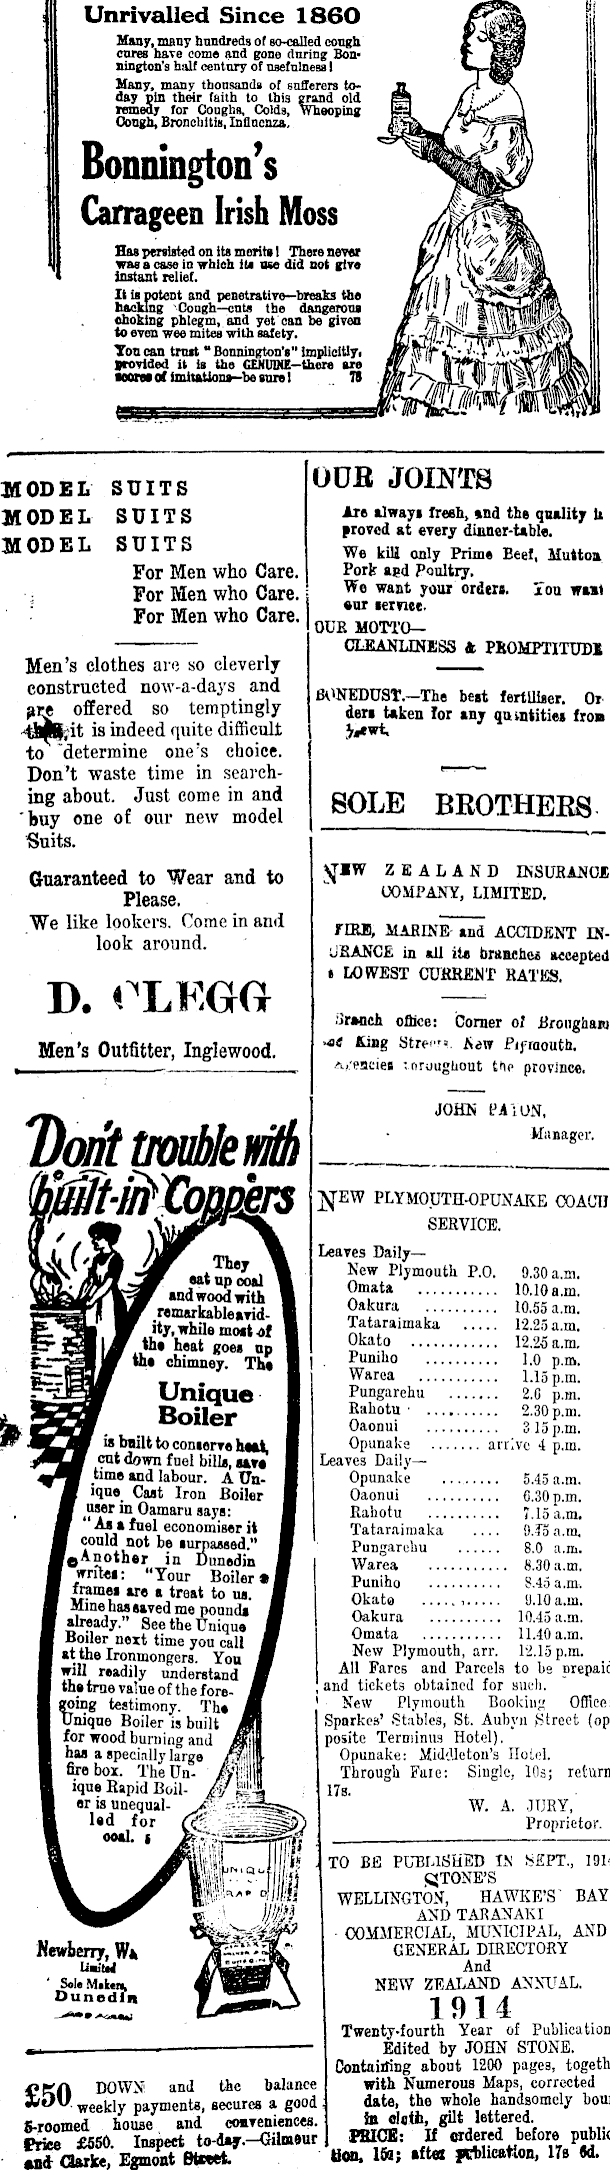 Unrivalled Since 1860
Many, many hundreds of so-called cough
cures have come and gone during Bon-
nington's half century of usefulness!
Many, many thousands of sufferers to-
day pin their faith to this grand old
remedy for Coughs, Colds, Whooping
Cough, Bronchitis, Influenza.
Bonnington's
Carrageen Irish Moss
Has persisted on its merits! There never
was a case in which its use did not give
instant relief.
It is potent and penetrative—breaks the
hacking Cough—cuts the dangerous
choking phlegm, and yet can be given
to even wee mites with safety.
You can trust "Bonnington's" implicitly,
provided it is the GENUINE—there are
scores of imitations—be sure! 78
MODEL SUITS
MODEL SUITS
MODEL SUITS
For Men who Care.
For Men who Care.
For Men who Care.
Men's clothes are so cleverly
constructed now-a-days and
are offered so temptingly
it is indeed quite difficult
to determine one's choice.
Don't waste time in search-
ing about. Just come in and
buy one of our new model
Suits.
Guaranteed to Wear and to
Please.
We like lookers. Come in and
look around.
D. CLEGG
Men's Outfitter, Inglewood.
Don't trouble with
built-in Coppers
They
eat up coal
and wood with
remarkable avid-
ity, while most of
the heat goes up
the chimney. The
Unique
Boiler
is built to conserve heat,
cut down fuel bills, save
time and labour. A Un-
ique Cast Iron Boiler
user in Oamaru says:
"As a fuel economiser it
could not be surpassed."
Another in Dunedin
writes: "Your Boiler
frames are a treat to us.
Mine has saved me pounds
already." See the Unique
Boiler next time you call
at the Ironmongers. You
will readily understand
the true value of the fore-
going testimony. The
Unique Boiler is built
for wood burning and
has a specially large
fire box. The Un-
ique Rapid Boil-
er is unequal-
led for
coal. 5
UNIQUE
RAPID
Newberry, Wa
Limited
Sole Makers,
Dunedin
£50 DOWN and the balance
weekly payments, secures a good
5-roomed house and conveniences.
Price £550. Inspect to-day.—Gilmour
and Clarke, Egmont Street.
OUR JOINTS
Are always fresh, and the quality is
proved at every dinner-table.
We kill only Prime Beef, Mutton
Pork and Poultry.
We want your orders. You want
our service.
OUR MOTTO—
CLEANLINESS & PROMPTITUDE
BONEDUST.—The best fertiliser. Or
ders taken for any quantities from
cwt.
SOLE BROTHERS.
NEW ZEALAND INSURANCE
COMPANY, LIMITED.
FIRE, MARINE and ACCIDENT IN-
URANCE in all its branches accepted
LOWEST CURRENT RATES.
Branch office: Corner of Brougham
King Streets, New Plymouth.
Agencies throughout the province.
JOHN PATON,
Manager.
NEW PLYMOUTH-OPUNAKE COACH
SERVICE.
Leaves Daily—
New Plymouth P.O. 9.30 a.m.
Omata ........... 10.10 a.m.
Oakura .......... 10.55 a.m.
Tataraimaka ..... 12.25 a.m.
Okato ............ 12.25 a.m.
Puniho .......... 1.0 p.m.
Warea ........... 1.15 p.m.
Pungarehu ....... 2.0 p.m.
Rahotu .......... 2.30 p.m.
Oaonui .......... 3 15 p.m.
Opunake ....... arrive 4 p.m.
Leaves Daily—
Opunake ........ 5.45 a.m.
Oaonui .......... 6.30 p.m.
Rahotu .......... 7.15 a.m.
Tataraimaka .... 9.45 a.m.
Pungarehu ...... 8.0 a.m.
Warea .......... 8.30 a.m.
Puniho .......... 8.45 a.m.
Okato ........... 9.10 a.m.
Oakura .......... 10.45 a.m.
Omata .......... 11.40 a.m.
New Plymouth, arr. 12.15 p.m.
All Fares and Parcels to be prepaid
and tickets obtained for such.
New Plymouth Booking Office
Sparkes' Stables, St. Aubyn Street (op
posite Terminus Hotel).
Opunake: Middleton's Hotel.
Through Fare: Single, 10s; return
17s.
W. A. JURY,
Proprietor.
TO BE PUBLISHED IN SEPT., 1914
STONE'S
WELLINGTON, HAWKE'S BAY
AND TARANAKI
COMMERCIAL, MUNICIPAL, AND
GENERAL DIRECTORY
And
NEW ZEALAND ANNUAL.
1914
Twenty-fourth Year of Publication
Edited by JOHN STONE.
Containing about 1200 pages, togeth
with Numerous Maps, corrected
date, the whole handsomely bou
in cloth, gilt lettered.
PRICE: If ordered before public
tion, 15s; after publication, 17s 6d.